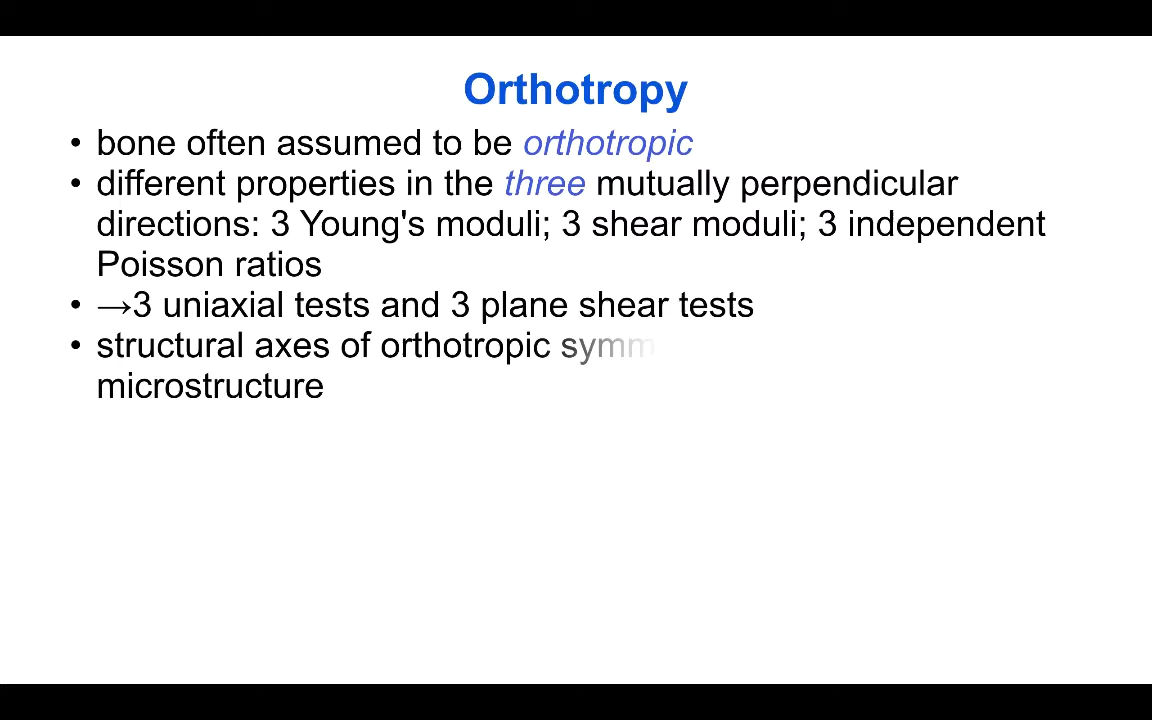 Orthotropy
• bone often assumed to be orthotropic
• different properties in the three mutually perpendicular
directions: 3 Young's moduli; 3 shear moduli; 3 independent
Poisson ratios
• →3 uniaxial tests and 3 plane shear tests
• structural axes of orthotropic symm
microstructure